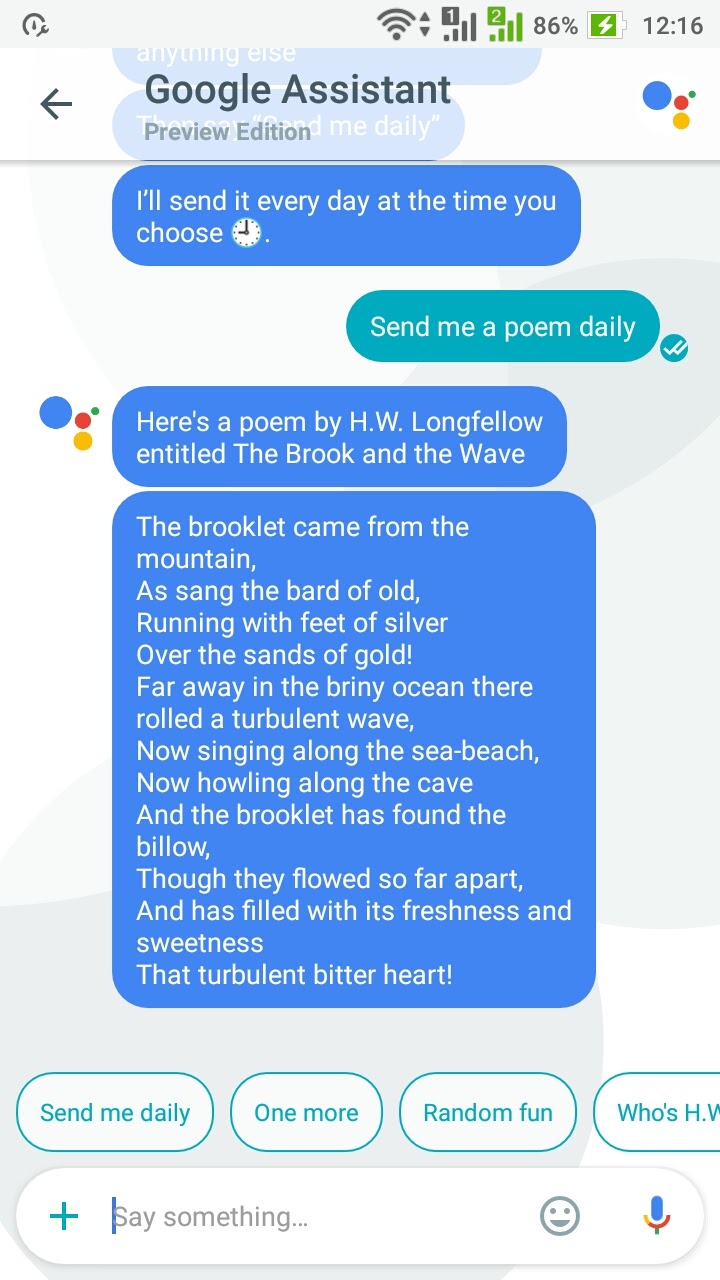 1 2 86% 12:16
anything else
Google Assistant
Then say “Send me daily”
Preview Edition
I’ll send it every day at the time you
choose 🕘.
Send me a poem daily
Here's a poem by H.W. Longfellow
entitled The Brook and the Wave
The brooklet came from the
mountain,
As sang the bard of old,
Running with feet of silver
Over the sands of gold!
Far away in the briny ocean there
rolled a turbulent wave,
Now singing along the sea-beach,
Now howling along the cave
And the brooklet has found the
billow,
Though they flowed so far apart,
And has filled with its freshness and
sweetness
That turbulent bitter heart!
Send me daily One more Random fun Who's H.W
Say something…